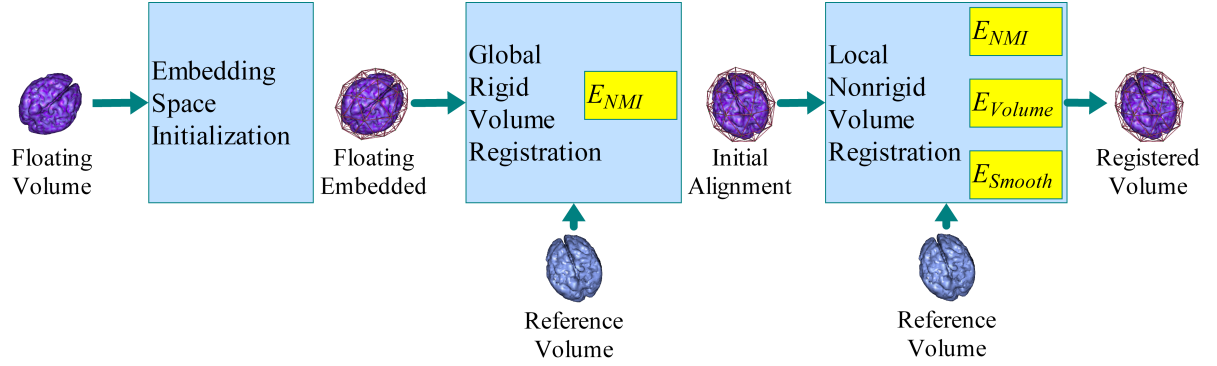 Floating
Volume
Embedding
Space
Initialization
Floating
Embedded
Global
Rigid
Volume
Registration
E_NMI
Reference
Volume
Initial
Alignment
Local
Nonrigid
Volume
Registration
E_NMI
E_Volume
E_Smooth
Reference
Volume
Registered
Volume